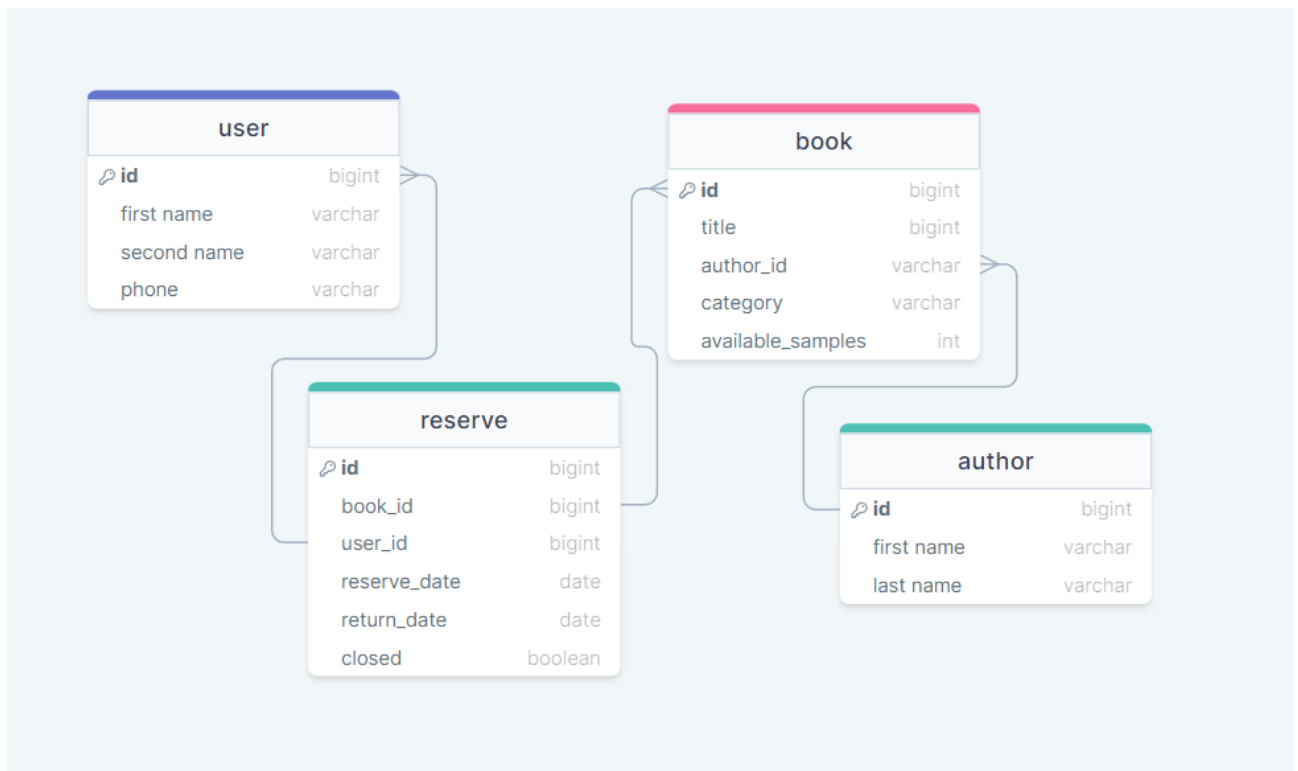 user
id bigint
first name varchar
second name varchar
phone varchar
book
id bigint
title bigint
author_id varchar
category varchar
available_samples int
reserve
id bigint
book_id bigint
user_id bigint
reserve_date date
return_date date
closed boolean
author
id bigint
first name varchar
last name varchar